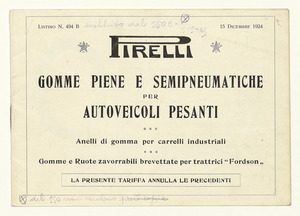 LISTINO N. 494 B
15 DICEMBRE 1924
PIRELLI
GOMME PIENE E SEMIPNEUMATICHE
PER
AUTOVEICOLI PESANTI
***
Anelli di gomma per carrelli industriali
***
Gomme e Ruote zavorrabili brevettate per trattrici "Fordson"
LA PRESENTE TARIFFA ANNULLA LE PRECEDENTI